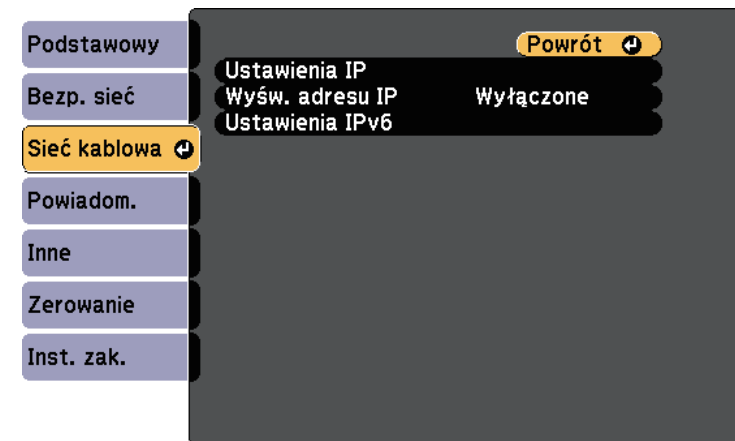 Podstawowy
Bezp. sieć
Sieć kablowa
Powiadom.
Inne
Zerowanie
Inst. zak.
Powrót
Ustawienia IP
Wyśw. adresu IP Wyłączone
Ustawienia IPv6